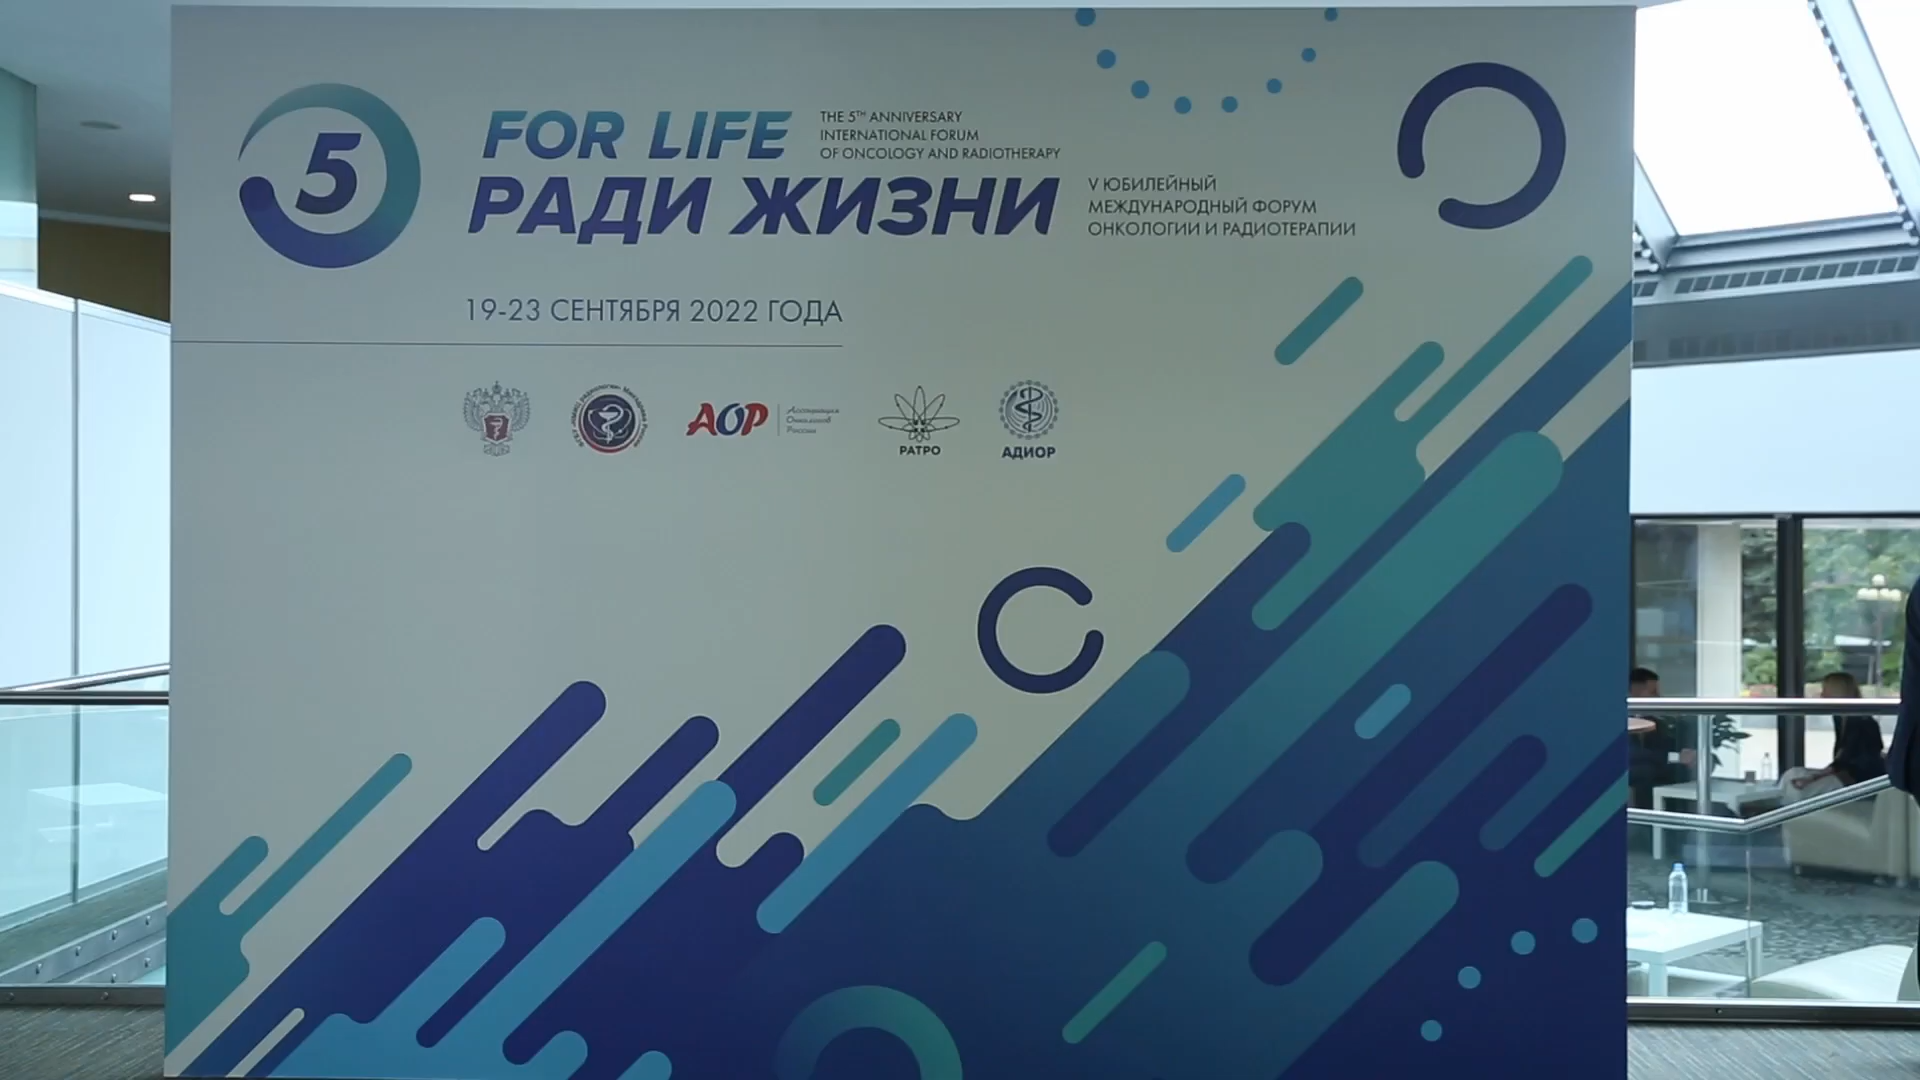 5
FOR LIFE
THE 5TH ANNIVERSARY
INTERNATIONAL FORUM
OF ONCOLOGY AND RADIOTHERAPY
РАДИ ЖИЗНИ
V ЮБИЛЕЙНЫЙ
МЕЖДУНАРОДНЫЙ ФОРУМ
ОНКОЛОГИИ И РАДИОТЕРАПИИ
19-23 СЕНТЯБРЯ 2022 ГОДА
АОР
Ассоциация
Онкологов
России
РАТРО
АДИОР